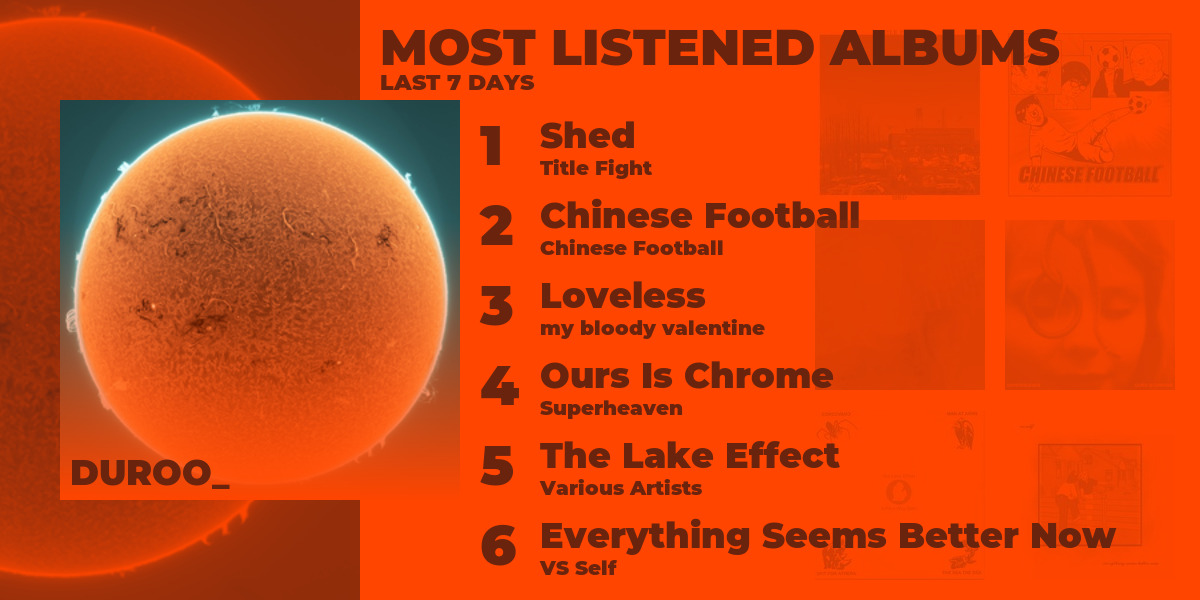 MOST LISTENED ALBUMS
LAST 7 DAYS
1
Shed
Title Fight
2
Chinese Football
Chinese Football
3
Loveless
my bloody valentine
4
Ours Is Chrome
Superheaven
5
The Lake Effect
Various Artists
6
Everything Seems Better Now
VS Self
DUROO_
CHINESE FOOTBALL